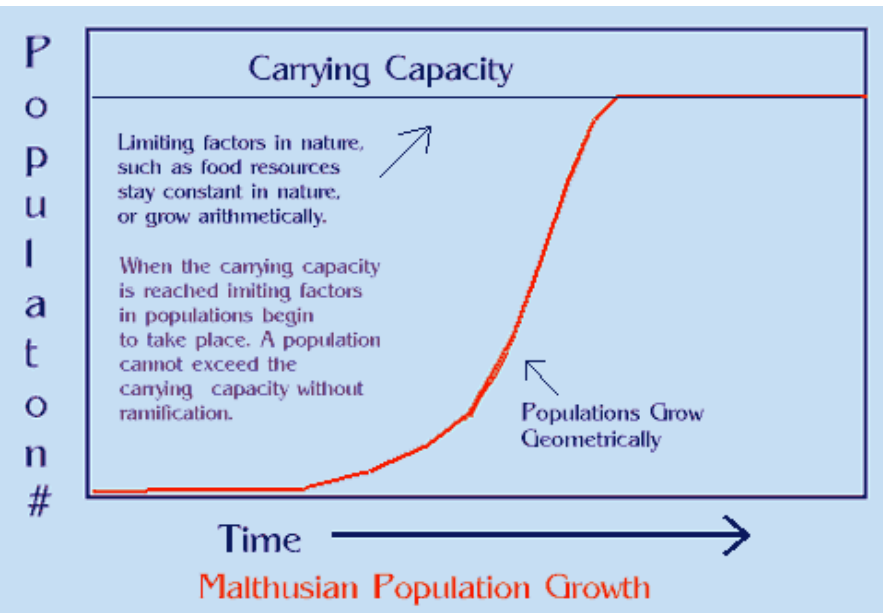 Populaton#
Carrying Capacity
Limiting factors in nature,
such as food resources
stay constant in nature,
or grow arithmetically.
When the carrying capacity
is reached imiting factors
in populations begin
to take place. A population
cannot exceed the
carrying capacity without
ramification.
Populations Grow
Geometrically
Time
Malthusian Population Growth